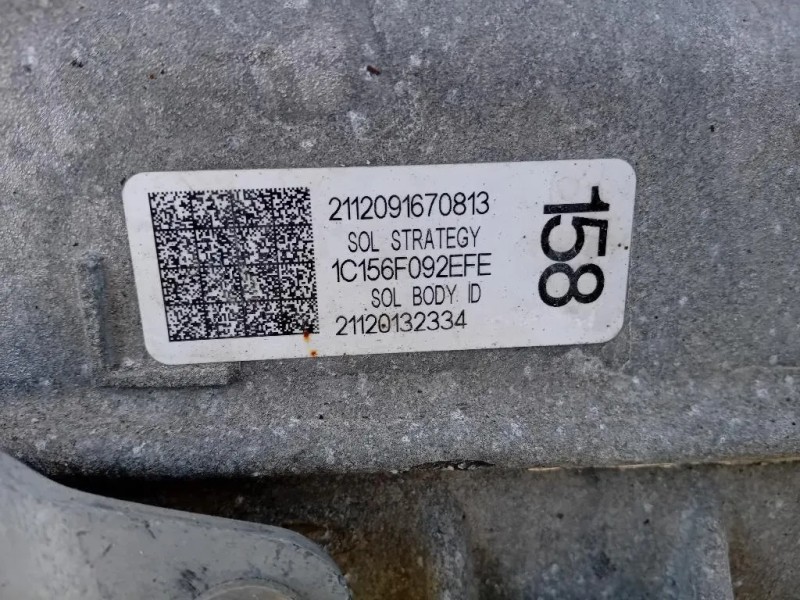 2112091670813
SOL STRATEGY
1C156F092EFE
SOL BODY ID
21120132334
158